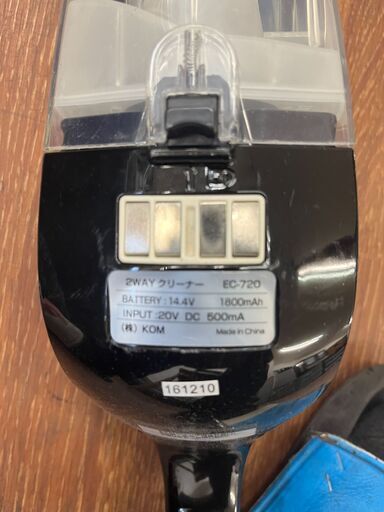 2WAY クリーナー EC-720
BATTERY : 14.4V 1800mAh
INPUT : 20V DC 500mA
(株) KOM Made in China
161210